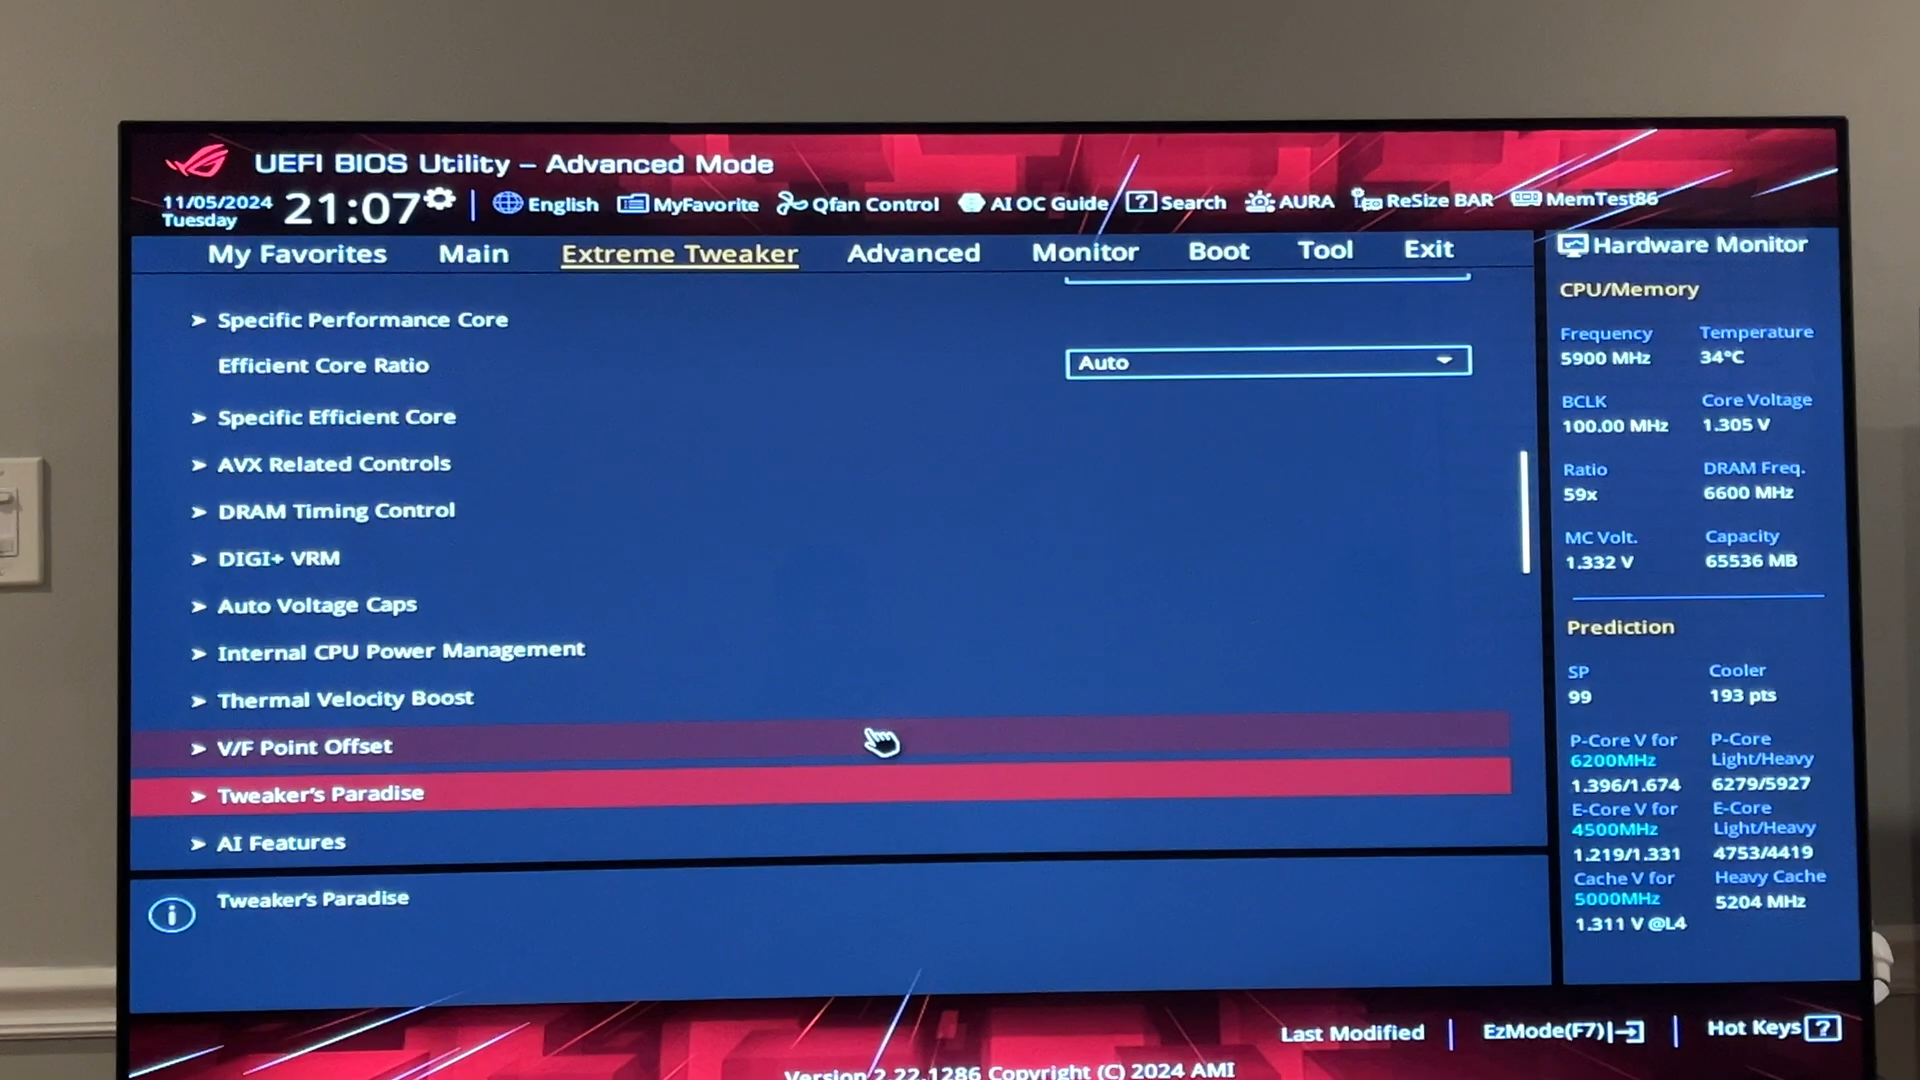 UEFI BIOS Utility – Advanced Mode
11/05/2024
Tuesday
21:07
English
MyFavorite
Qfan Control
AI OC Guide
? Search
AURA
ReSize BAR
MemTest86
My Favorites
Main
Extreme Tweaker
Advanced
Monitor
Boot
Tool
Exit
Specific Performance Core
Efficient Core Ratio
Auto
Specific Efficient Core
AVX Related Controls
DRAM Timing Control
DIGI+ VRM
Auto Voltage Caps
Internal CPU Power Management
Thermal Velocity Boost
V/F Point Offset
Tweaker's Paradise
AI Features
i
Tweaker's Paradise
Hardware Monitor
CPU/Memory
Frequency Temperature
5900 MHz 34°C
BCLK Core Voltage
100.00 MHz 1.305 V
Ratio DRAM Freq.
59x 6600 MHz
MC Volt. Capacity
1.332 V 65536 MB
Prediction
SP Cooler
99 193 pts
P-Core V for P-Core
6200MHz Light/Heavy
1.396/1.674 6279/5927
E-Core V for E-Core
4500MHz Light/Heavy
1.219/1.331 4753/4419
Cache V for Heavy Cache
5000MHz 5204 MHz
1.311 V @L4
Last Modified
EzMode(F7)
Hot Keys ?
Version 2.22.1286 Copyright (C) 2024 AMI